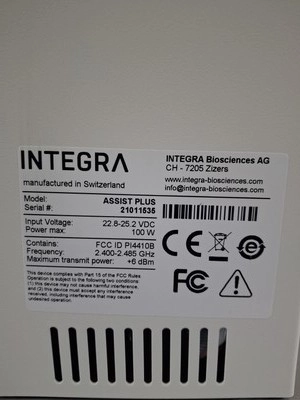 INTEGRA
manufactured in Switzerland
INTEGRA Biosciences AG
CH - 7205 Zizers
www.integra-biosciences.com
info@integra-biosciences.com
Model: ASSIST PLUS
Serial #: 21011535
Input Voltage: 22.8-25.2 VDC
Power max: 100 W
Contains: FCC ID PI4410B
Frequency: 2.400-2.485 GHz
Maximum transmit power: +6 dBm
This device complies with Part 15 of the FCC Rules
Operation is subject to the following two conditions
(1) this device may not cause harmful interference,
and (2) this device must accept any interference
received, including interference that may cause
undesired operation.
CE
FC